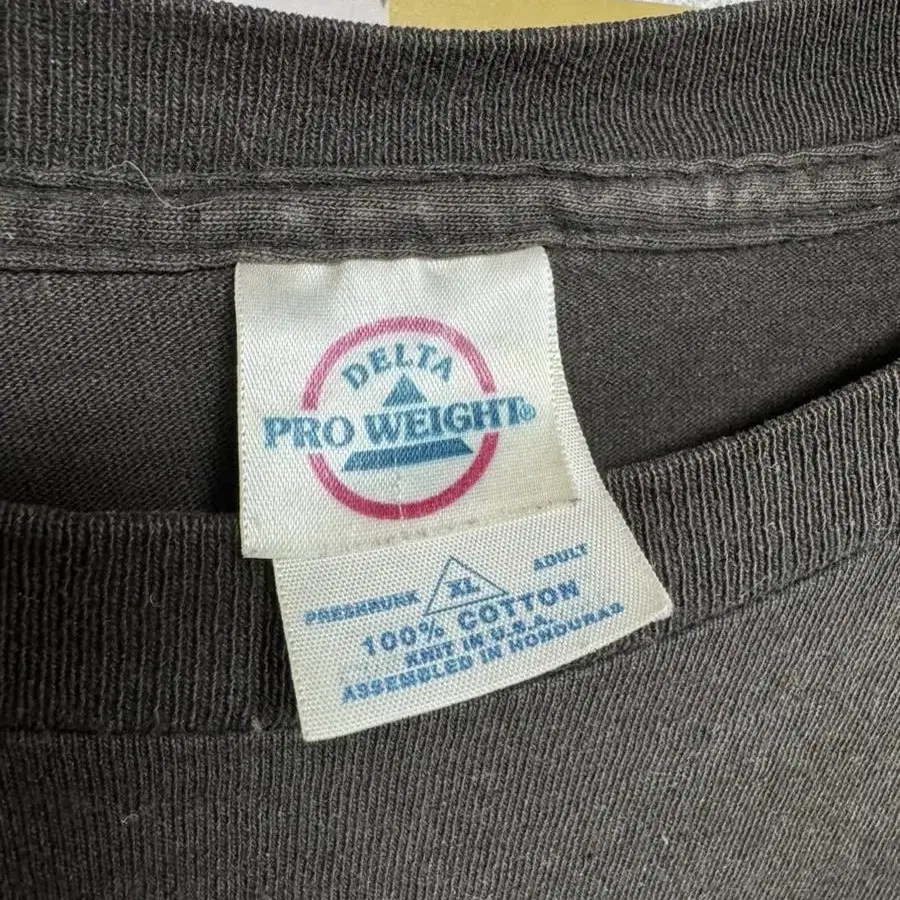 DELTA
PRO WEIGHT®
PRESHRUNK XL ADULT
100% COTTON
KNIT IN U.S.A.
ASSEMBLED IN HONDURAS